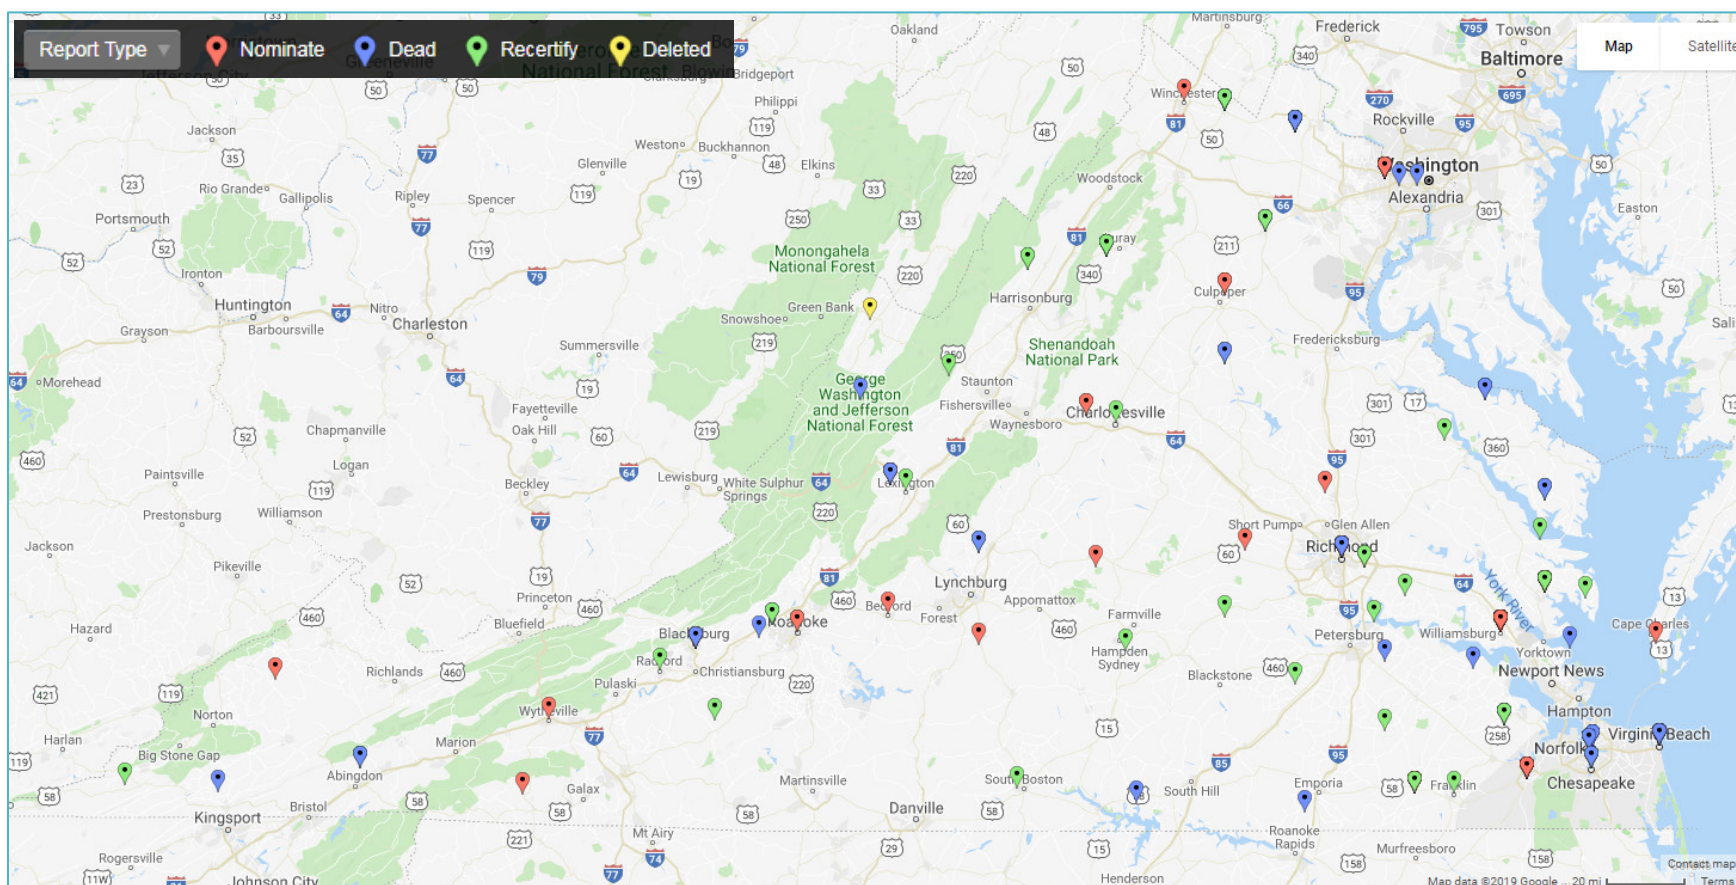 Report Type
Nominate
Dead
Recertify
Deleted
Map
Satellite
Oakland
Martinsburg
Frederick
Towson
Baltimore
Bridgeport
Philippi
Winchester
Rockville
Jackson
Weston
Buckhannon
Glenville
Elkins
Woodstock
Washington
Alexandria
Easton
Rio Grande
Gallipolis
Ripley
Spencer
Portsmouth
Ironton
Monongahela
National Forest
Luray
Huntington
Nitro
Charleston
Green Bank
Snowshoe
Harrisonburg
Culpeper
Grayson
Barboursville
Summersville
Shenandoah
National Park
Fredericksburg
Morehead
George
Washington
and Jefferson
National Forest
Staunton
Fishersville
Waynesboro
Charlottesville
Fayetteville
Oak Hill
Chapmanville
Logan
Paintsville
Beckley
Lewisburg
White Sulphur
Springs
Lexington
Prestonsburg
Williamson
Short Pump
Glen Allen
Richmond
Jackson
Pikeville
Princeton
Lynchburg
Appomattox
Farmville
Bedford
Forest
York River
Hazard
Bluefield
Roanoke
Blacksburg
Petersburg
Williamsburg
Cape Charles
Richlands
Radford
Christiansburg
Hampden
Sydney
Yorktown
Newport News
Pulaski
Blackstone
Norton
Wytheville
Hampton
Harlan
Big Stone Gap
Marion
Norfolk
Virginia Beach
Abingdon
Galax
Martinsville
South Boston
South Hill
Emporia
Franklin
Chesapeake
Kingsport
Bristol
Danville
Mt Airy
Roanoke
Rapids
Rogersville
Murfreesboro
Johnson City
Henderson
Contact map
Map data ©2019 Google
20 mi
Terms